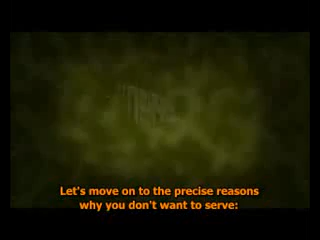 Let's move on to the precise reasons
why you don't want to serve: